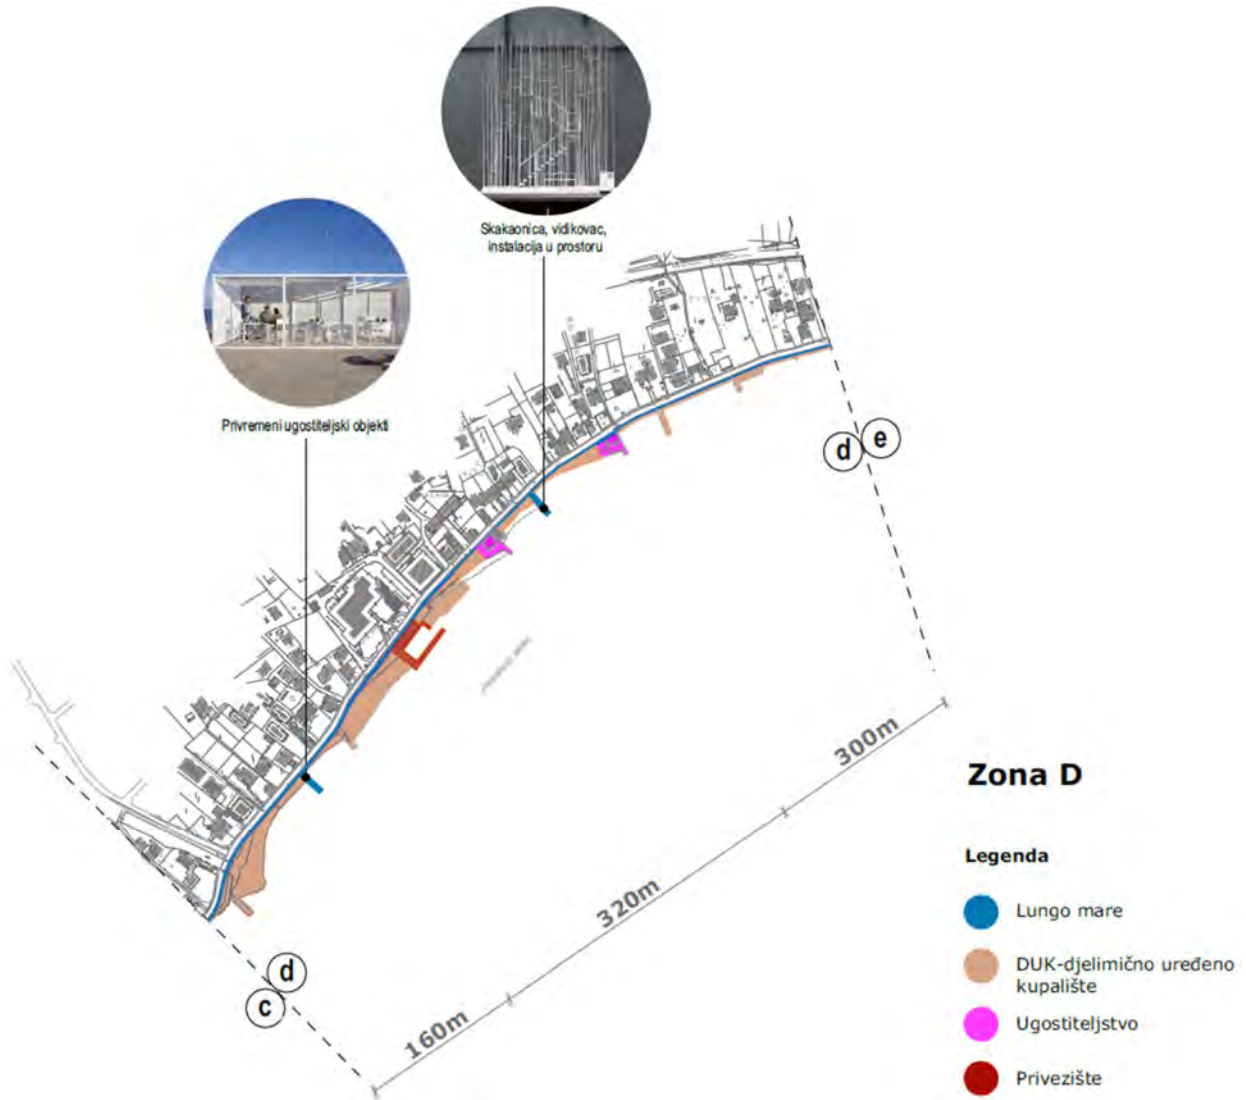 Skakaonica, vidikovac,
instalacija u prostoru
Privremeni ugostiteljski objekti
d
e
300m
Zona D
Legenda
320m
Lungo mare
DUK-djelimično uređeno
kupalište
d
c
Ugostiteljstvo
160m
Privezište